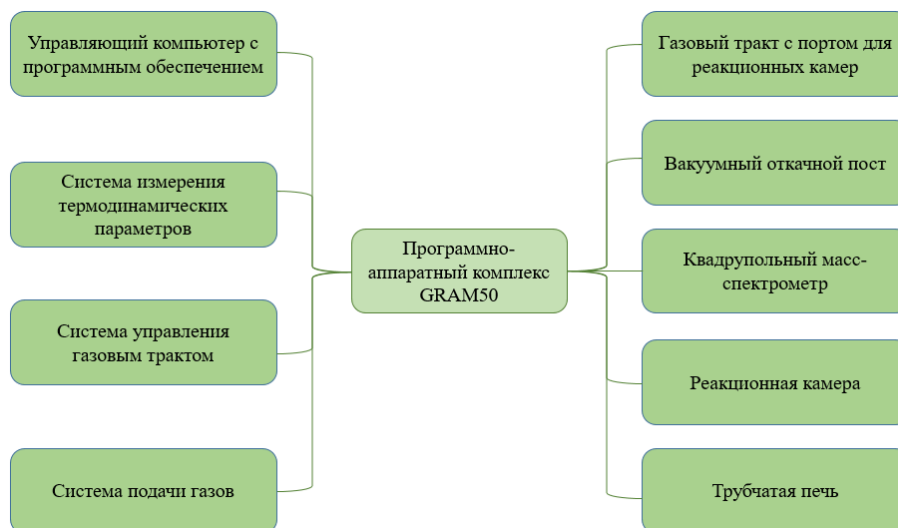 Управляющий компьютер с
программным обеспечением
Система измерения
термодинамических
параметров
Система управления
газовым трактом
Система подачи газов
Программно-
аппаратный комплекс
GRAM50
Газовый тракт с портом для
реакционных камер
Вакуумный откачной пост
Квадрупольный масс-
спектрометр
Реакционная камера
Трубчатая печь